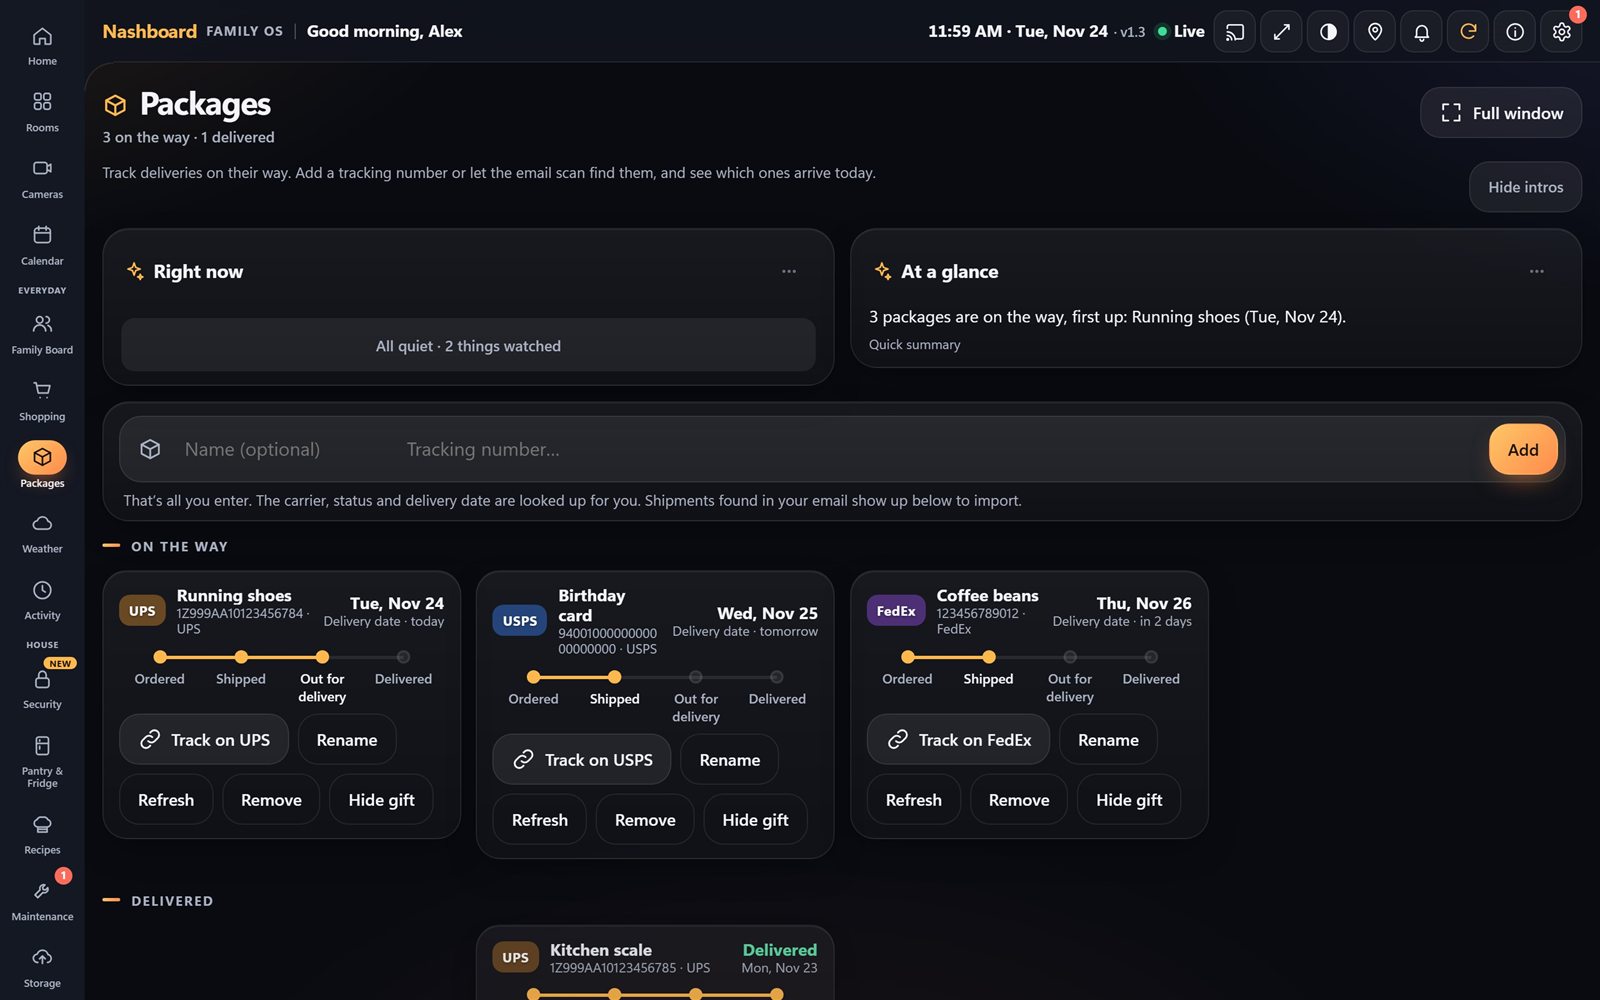 Nashboard FAMILY OS Good morning, Alex
11:59 AM · Tue, Nov 24 · v1.3 Live
1
Home
Rooms
Cameras
Calendar
EVERYDAY
Family Board
Shopping
Packages
Weather
Activity
HOUSE
NEW
Security
Pantry &
Fridge
Recipes
1
Maintenance
Storage
Packages
3 on the way · 1 delivered
Full window
Track deliveries on their way. Add a tracking number or let the email scan find them, and see which ones arrive today.
Hide intros
Right now
All quiet · 2 things watched
At a glance
3 packages are on the way, first up: Running shoes (Tue, Nov 24).
Quick summary
Name (optional) Tracking number... Add
That's all you enter. The carrier, status and delivery date are looked up for you. Shipments found in your email show up below to import.
ON THE WAY
UPS
Running shoes
1Z999AA10123456784 ·
UPS
Tue, Nov 24
Delivery date · today
Ordered Shipped Out for
delivery Delivered
Track on UPS Rename
Refresh Remove Hide gift
USPS
Birthday
card
94001000000000
00000000 · USPS
Wed, Nov 25
Delivery date · tomorrow
Ordered Shipped Out for
delivery Delivered
Track on USPS Rename
Refresh Remove Hide gift
FedEx
Coffee beans
123456789012 ·
FedEx
Thu, Nov 26
Delivery date · in 2 days
Ordered Shipped Out for
delivery Delivered
Track on FedEx Rename
Refresh Remove Hide gift
DELIVERED
UPS
Kitchen scale
1Z999AA10123456785 · UPS
Delivered
Mon, Nov 23